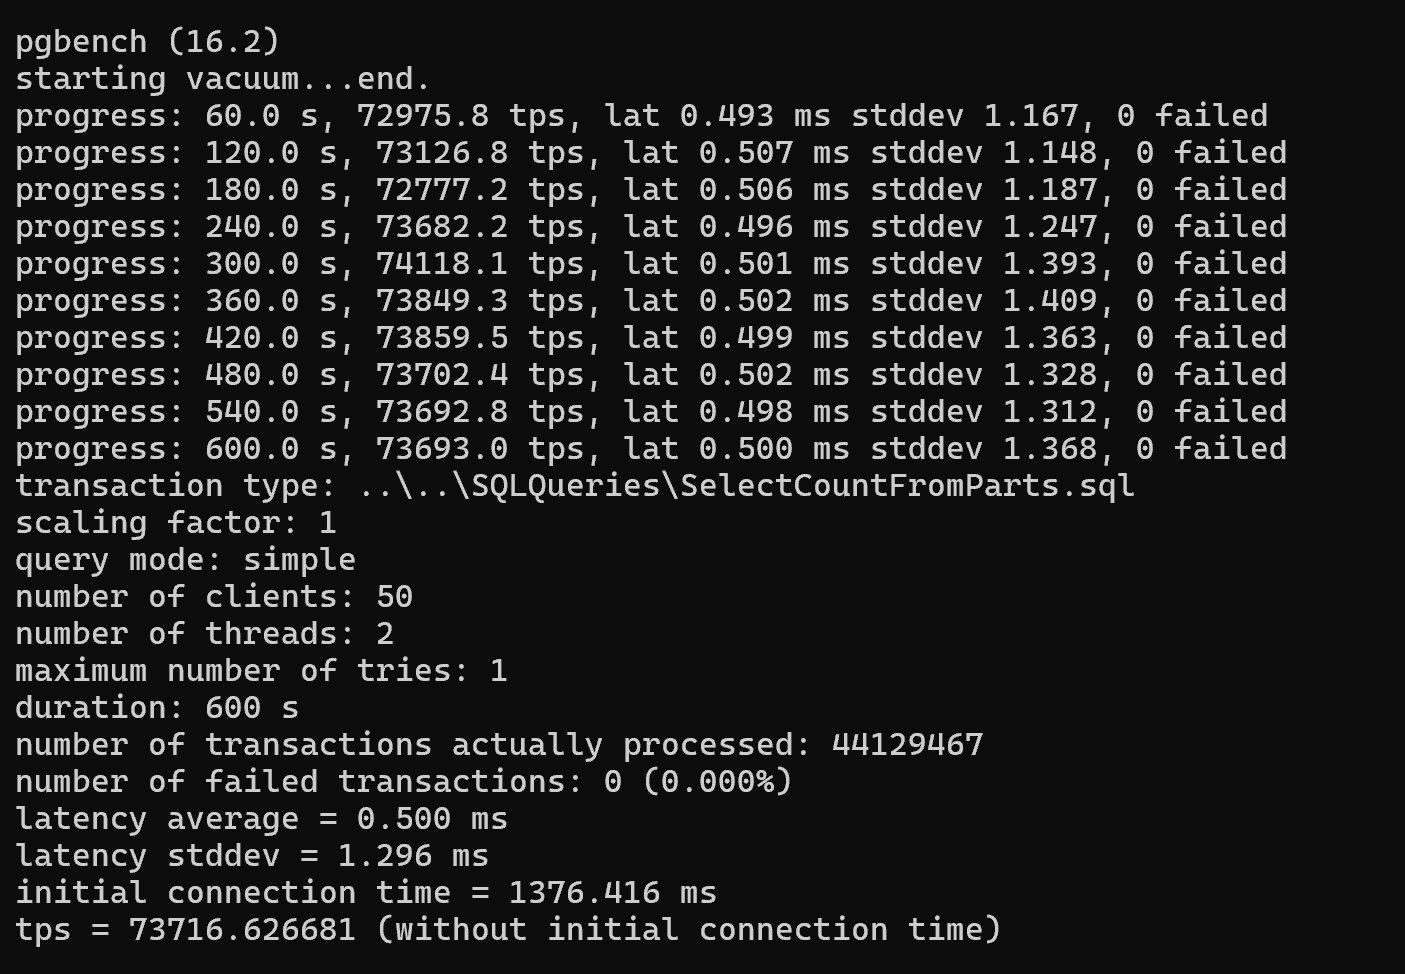 pgbench (16.2)
starting vacuum...end.
progress: 60.0 s, 72975.8 tps, lat 0.493 ms stddev 1.167, 0 failed
progress: 120.0 s, 73126.8 tps, lat 0.507 ms stddev 1.148, 0 failed
progress: 180.0 s, 72777.2 tps, lat 0.506 ms stddev 1.187, 0 failed
progress: 240.0 s, 73682.2 tps, lat 0.496 ms stddev 1.247, 0 failed
progress: 300.0 s, 74118.1 tps, lat 0.501 ms stddev 1.393, 0 failed
progress: 360.0 s, 73849.3 tps, lat 0.502 ms stddev 1.409, 0 failed
progress: 420.0 s, 73859.5 tps, lat 0.499 ms stddev 1.363, 0 failed
progress: 480.0 s, 73702.4 tps, lat 0.502 ms stddev 1.328, 0 failed
progress: 540.0 s, 73692.8 tps, lat 0.498 ms stddev 1.312, 0 failed
progress: 600.0 s, 73693.0 tps, lat 0.500 ms stddev 1.368, 0 failed
transaction type: ..\..\SQLQueries\SelectCountFromParts.sql
scaling factor: 1
query mode: simple
number of clients: 50
number of threads: 2
maximum number of tries: 1
duration: 600 s
number of transactions actually processed: 44129467
number of failed transactions: 0 (0.000%)
latency average = 0.500 ms
latency stddev = 1.296 ms
initial connection time = 1376.416 ms
tps = 73716.626681 (without initial connection time)